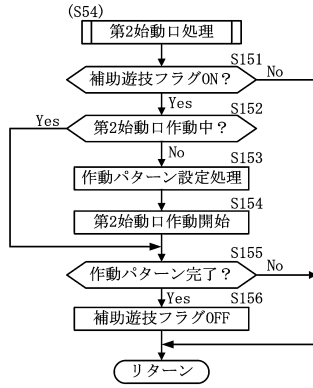 (S54)
第2始動口処理
S151
補助遊技フラグON？
No
Yes
S152
Yes
第2始動口作動中？
No
S153
作動パターン設定処理
S154
第2始動口作動開始
S155
作動パターン完了？
No
Yes
S156
補助遊技フラグOFF
リターン